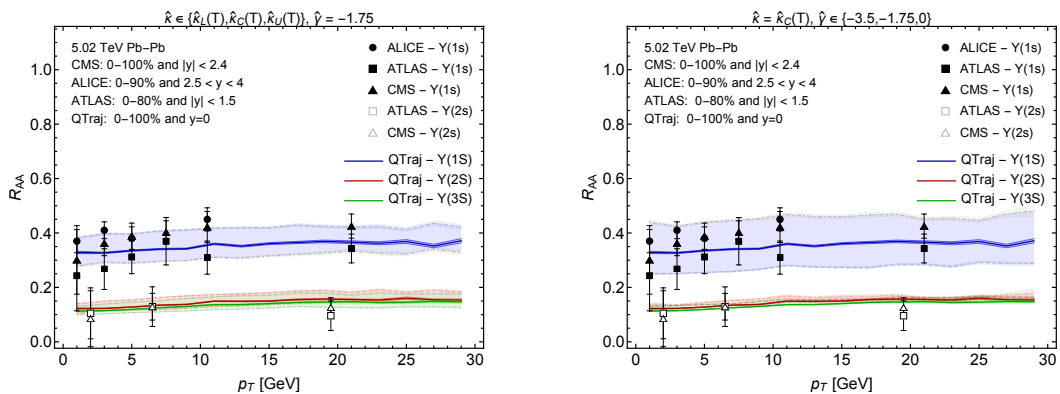 κ̂ ∈ {κ̂_L(T),κ̂_C(T),κ̂_U(T)}, γ̂ = −1.75
5.02 TeV Pb−Pb
CMS: 0−100% and |y| < 2.4
ALICE: 0−90% and 2.5 < y < 4
ATLAS: 0−80% and |y| < 1.5
QTraj: 0−100% and y=0
ALICE − Υ(1s)
ATLAS − Υ(1s)
CMS − Υ(1s)
ATLAS − Υ(2s)
CMS − Υ(2s)
QTraj − Υ(1S)
QTraj − Υ(2S)
QTraj − Υ(3S)
R_AA
1.0
0.8
0.6
0.4
0.2
0.0
0 5 10 15 20 25 30
p_T [GeV]
κ̂ = κ̂_C(T), γ̂ ∈ {−3.5,−1.75,0}
5.02 TeV Pb−Pb
CMS: 0−100% and |y| < 2.4
ALICE: 0−90% and 2.5 < y < 4
ATLAS: 0−80% and |y| < 1.5
QTraj: 0−100% and y=0
ALICE − Υ(1s)
ATLAS − Υ(1s)
CMS − Υ(1s)
ATLAS − Υ(2s)
CMS − Υ(2s)
QTraj − Υ(1S)
QTraj − Υ(2S)
QTraj − Υ(3S)
R_AA
1.0
0.8
0.6
0.4
0.2
0.0
0 5 10 15 20 25 30
p_T [GeV]